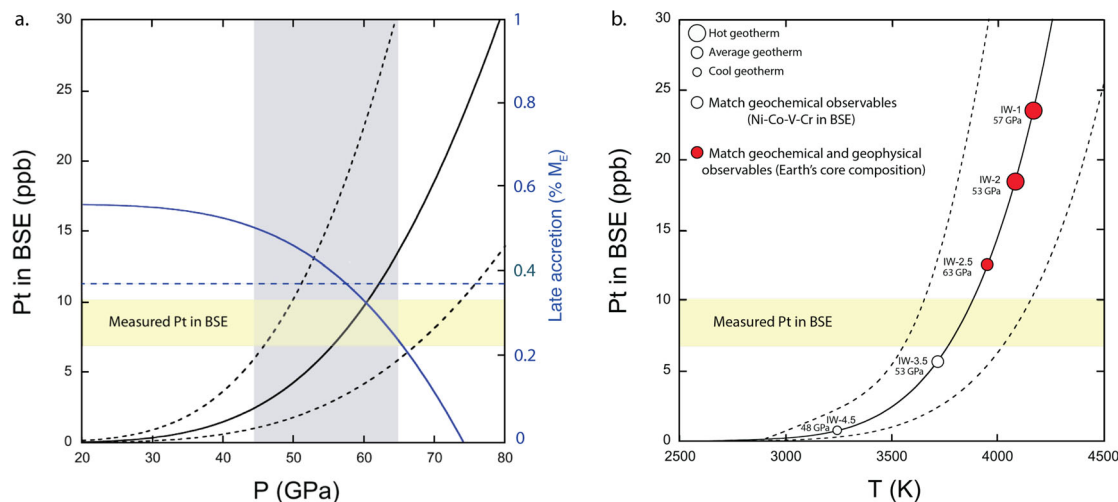 a.
30
25
20
15
10
5
0
Pt in BSE (ppb)
Measured Pt in BSE
1
0.8
0.6
0.4
0.2
0
Late accretion (% M_E)
20 30 40 50 60 70 80
P (GPa)
b.
30
25
20
15
10
5
0
Pt in BSE (ppb)
Hot geotherm
Average geotherm
Cool geotherm
Match geochemical observables
(Ni-Co-V-Cr in BSE)
Match geochemical and geophysical
observables (Earth's core composition)
IW-1
57 GPa
IW-2
53 GPa
IW-2.5
63 GPa
Measured Pt in BSE
IW-3.5
53 GPa
IW-4.5
48 GPa
2500 3000 3500 4000 4500
T (K)